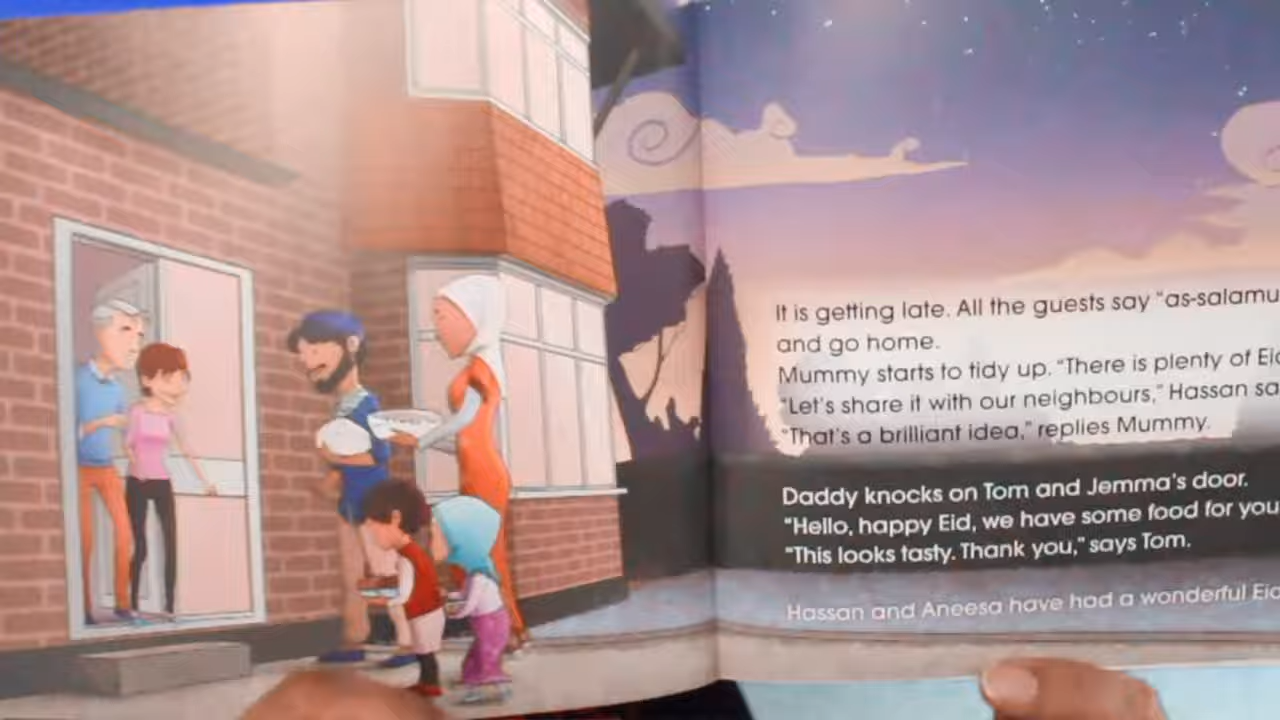 It is getting late. All the guests say “as-salamu
and go home.
Mummy starts to tidy up. “There is plenty of Eid
“Let’s share it with our neighbours,” Hassan sa
“That’s a brilliant idea,” replies Mummy.
Daddy knocks on Tom and Jemma’s door.
“Hello, happy Eid, we have some food for you
“This looks tasty. Thank you,” says Tom.
Hassan and Aneesa have had a wonderful Eid